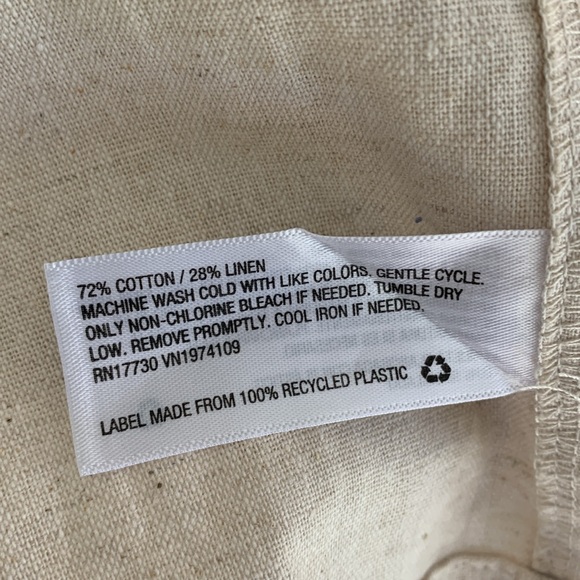 72% COTTON / 28% LINEN
MACHINE WASH COLD WITH LIKE COLORS. GENTLE CYCLE.
ONLY NON-CHLORINE BLEACH IF NEEDED. TUMBLE DRY
LOW. REMOVE PROMPTLY. COOL IRON IF NEEDED.
RN17730 VN1974109
LABEL MADE FROM 100% RECYCLED PLASTIC